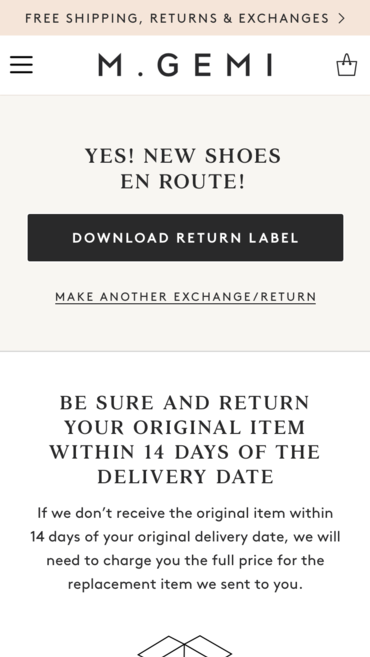 FREE SHIPPING, RETURNS & EXCHANGES
M.GEMI
YES! NEW SHOES
EN ROUTE!
DOWNLOAD RETURN LABEL
MAKE ANOTHER EXCHANGE/RETURN
BE SURE AND RETURN
YOUR ORIGINAL ITEM
WITHIN 14 DAYS OF THE
DELIVERY DATE
If we don’t receive the original item within
14 days of your original delivery date, we will
need to charge you the full price for the
replacement item we sent to you.